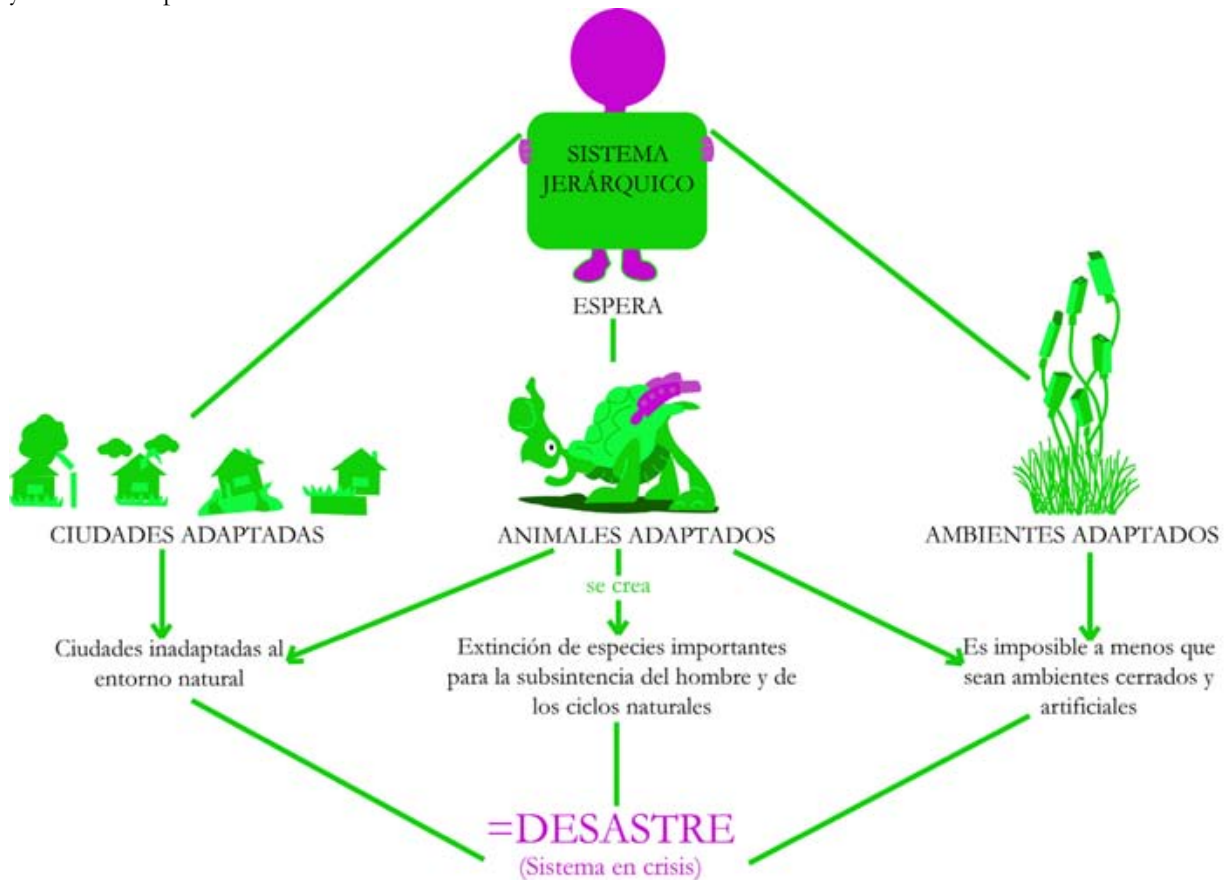 SISTEMA
JERÁRQUICO
ESPERA
CIUDADES ADAPTADAS
ANIMALES ADAPTADOS
AMBIENTES ADAPTADOS
se crea
Ciudades inadaptadas al
entorno natural
Extinción de especies importantes
para la subsintencia del hombre y de
los ciclos naturales
Es imposible a menos que
sean ambientes cerrados y
artificiales
=DESASTRE
(Sistema en crisis)